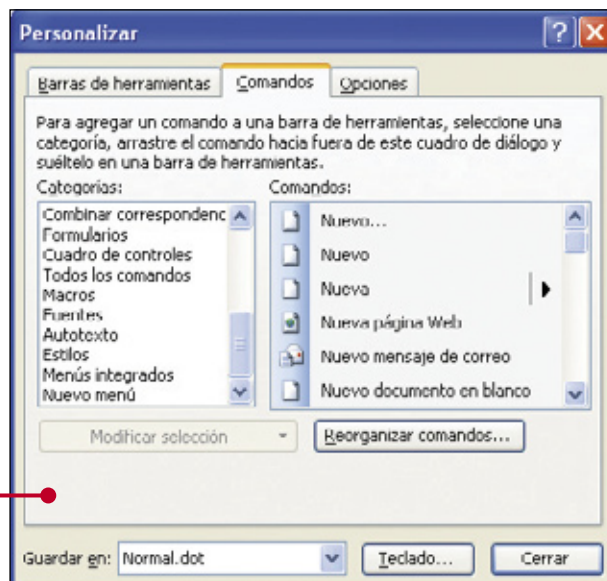 Personalizar
Barras de herramientas Comandos Opciones
Para agregar un comando a una barra de herramientas, seleccione una
categoría, arrastre el comando hacia fuera de este cuadro de diálogo y
suéltelo en una barra de herramientas.
Categorías:
Combinar correspondenc
Formularios
Cuadro de controles
Todos los comandos
Macros
Fuentes
Autotexto
Estilos
Menús integrados
Nuevo menú
Comandos:
Nuevo...
Nuevo
Nueva
Nueva página Web
Nuevo mensaje de correo
Nuevo documento en blanco
Modificar selección
Reorganizar comandos...
Guardar en: Normal.dot Teclado... Cerrar